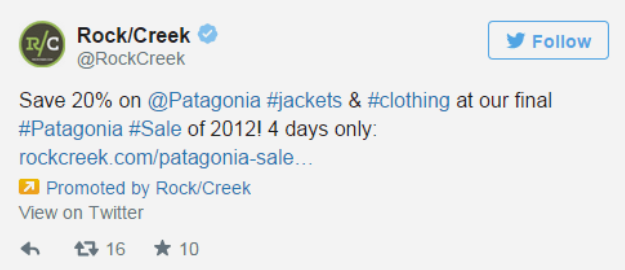 R/C
Rock/Creek
@RockCreek
Follow
Save 20% on @Patagonia #jackets & #clothing at our final
#Patagonia #Sale of 2012! 4 days only:
rockcreek.com/patagonia-sale…
Promoted by Rock/Creek
View on Twitter
16 10